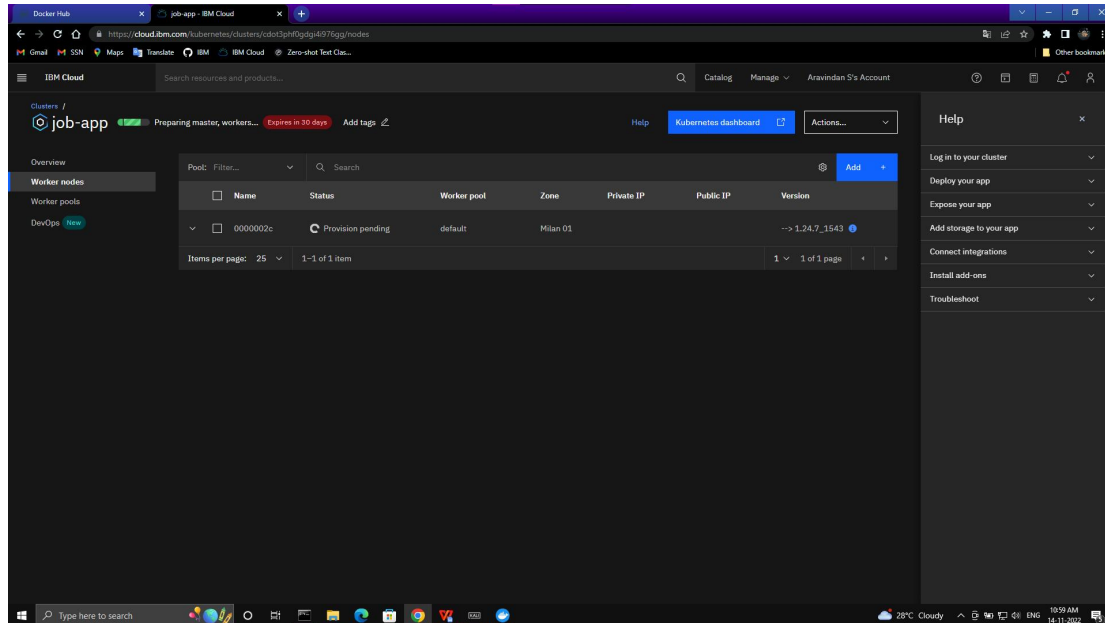 Docker Hub
job-app - IBM Cloud
https://cloud.ibm.com/kubernetes/clusters/cdot3phf0gdgi4i976gg/nodes
Gmail SSN Maps Translate IBM IBM Cloud Zero-shot Text Clas... Other bookmark
IBM Cloud Search resources and products... Catalog Manage Aravindan S's Account
Clusters /
job-app Preparing master, workers... Expires in 30 days Add tags Help Kubernetes dashboard Actions...
Overview
Worker nodes
Worker pools
DevOps New
Pool: Filter... Search Add +
Name Status Worker pool Zone Private IP Public IP Version
0000002c Provision pending default Milan 01 --> 1.24.7_1543
Items per page: 25 1–1 of 1 item 1 1 of 1 page
Help
Log in to your cluster
Deploy your app
Expose your app
Add storage to your app
Connect integrations
Install add-ons
Troubleshoot
Type here to search 28°C Cloudy ENG 10:59 AM
14-11-2022